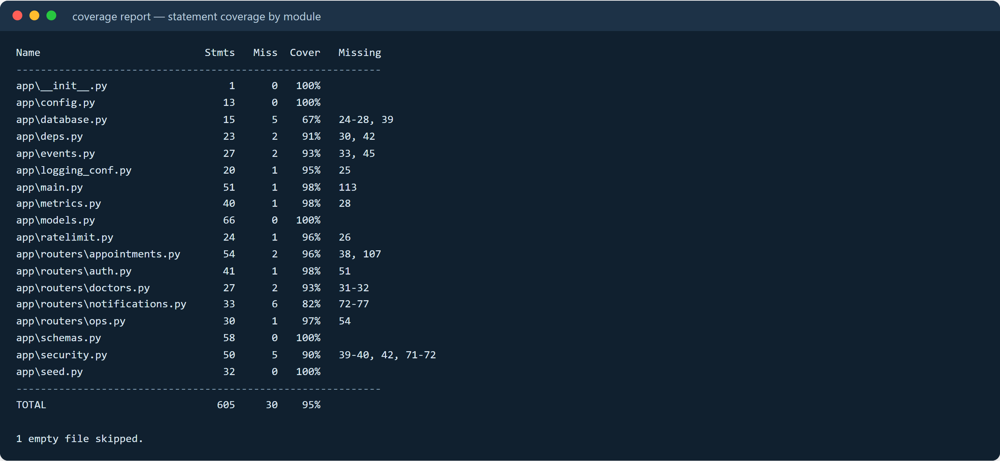 coverage report — statement coverage by module
Name                           Stmts   Miss  Cover   Missing
------------------------------------------------------------
app\__init__.py                    1      0   100%
app\config.py                     13      0   100%
app\database.py                   15      5    67%   24-28, 39
app\deps.py                       23      2    91%   30, 42
app\events.py                     27      2    93%   33, 45
app\logging_conf.py               20      1    95%   25
app\main.py                       51      1    98%   113
app\metrics.py                    40      1    98%   28
app\models.py                     66      0   100%
app\ratelimit.py                  24      1    96%   26
app\routers\appointments.py       54      2    96%   38, 107
app\routers\auth.py               41      1    98%   51
app\routers\doctors.py            27      2    93%   31-32
app\routers\notifications.py      33      6    82%   72-77
app\routers\ops.py                30      1    97%   54
app\schemas.py                    58      0   100%
app\security.py                   50      5    90%   39-40, 42, 71-72
app\seed.py                       32      0   100%
------------------------------------------------------------
TOTAL                            605     30    95%
1 empty file skipped.